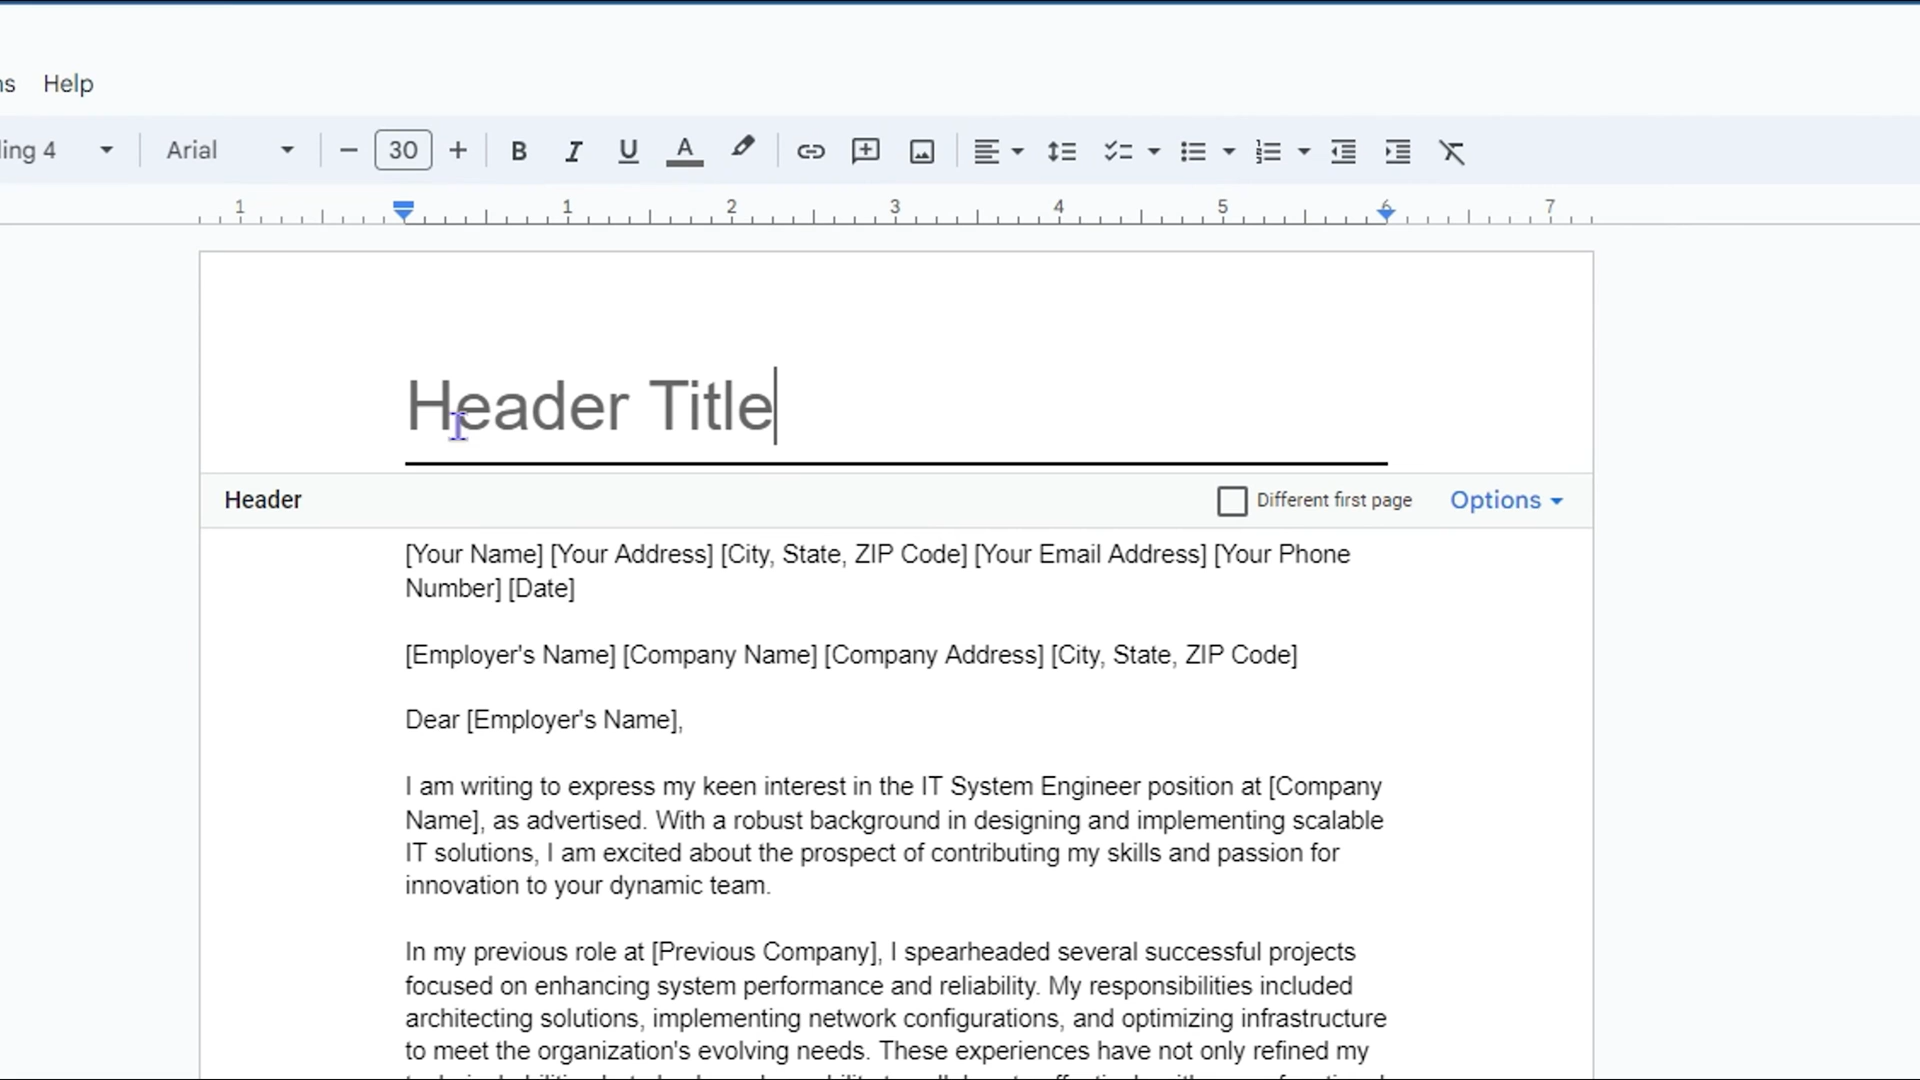 ns Help
ling 4 Arial 30 B I U A
1 1 2 3 4 5 6 7
Header Title
Header Different first page Options
[Your Name] [Your Address] [City, State, ZIP Code] [Your Email Address] [Your Phone
Number] [Date]
[Employer's Name] [Company Name] [Company Address] [City, State, ZIP Code]
Dear [Employer's Name],
I am writing to express my keen interest in the IT System Engineer position at [Company
Name], as advertised. With a robust background in designing and implementing scalable
IT solutions, I am excited about the prospect of contributing my skills and passion for
innovation to your dynamic team.
In my previous role at [Previous Company], I spearheaded several successful projects
focused on enhancing system performance and reliability. My responsibilities included
architecting solutions, implementing network configurations, and optimizing infrastructure
to meet the organization's evolving needs. These experiences have not only refined my